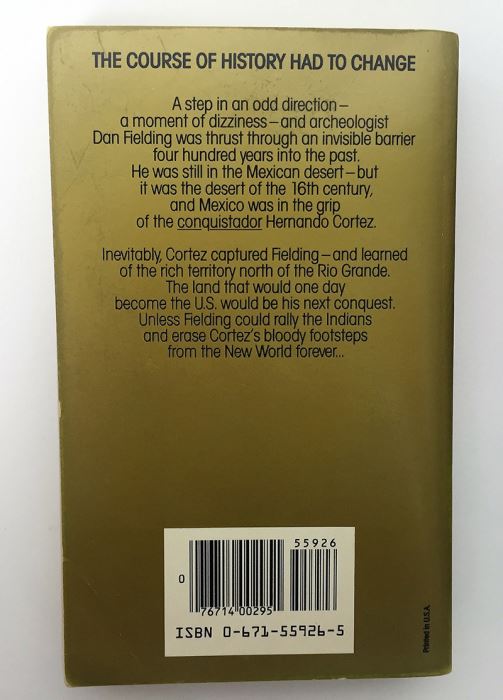 THE COURSE OF HISTORY HAD TO CHANGE
A step in an odd direction—
a moment of dizziness—and archeologist
Dan Fielding was thrust through an invisible barrier
four hundred years into the past.
He was still in the Mexican desert—but
it was the desert of the 16th century,
and Mexico was in the grip
of the conquistador Hernando Cortez.
Inevitably, Cortez captured Fielding—and learned
of the rich territory north of the Rio Grande.
The land that would one day
become the U.S. would be his next conquest.
Unless Fielding could rally the Indians
and erase Cortez's bloody footsteps
from the New World forever...
55926
0
76714 00295
ISBN 0-671-55926-5
Printed in U.S.A.